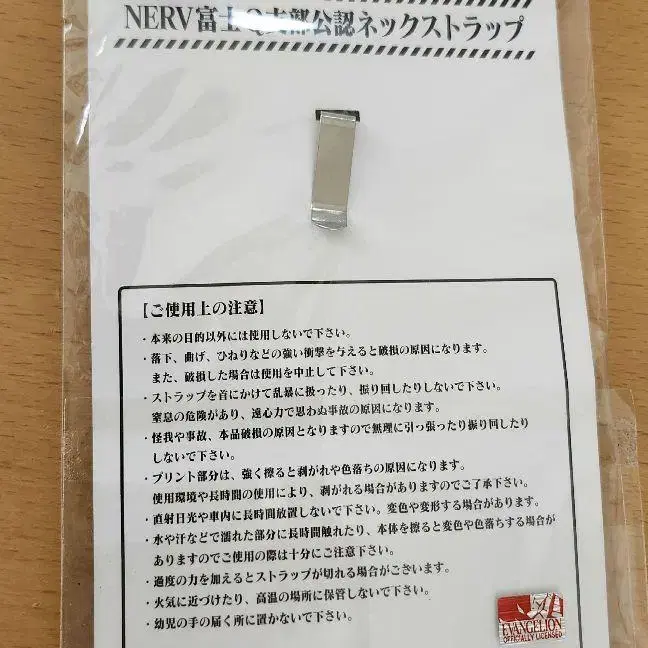 NERV富士Q支部公認ネックストラップ
【ご使用上の注意】
・本来の目的以外には使用しないで下さい。
・落下、曲げ、ひねりなどの強い衝撃を与えると破損の原因になります。
また、破損した場合は使用を中止して下さい。
・ストラップを首にかけて乱暴に扱ったり、振り回したりしないで下さい。
窒息の危険があり、遠心力で思わぬ事故の原因になります。
・怪我や事故、本品破損の原因となりますので無理に引っ張ったり振り回したり
しないで下さい。
・プリント部分は、強く擦ると剥がれや色落ちの原因になります。
使用環境や長時間の使用により、剥がれる場合がありますのでご了承下さい。
・直射日光や車内に長時間放置しないで下さい。変色や変形する場合があります。
・水や汗などで濡れた部分に長時間触れたり、本体を擦ると変色や色落ちする場合が
ありますのでご使用の際は十分にご注意下さい。
・過度の力を加えるとストラップが切れる場合がございます。
・火気に近づけたり、高温の場所に保管しないで下さい。
・幼児の手の届く所に置かないで下さい。
EVANGELION
OFFICIALLY LICENSED